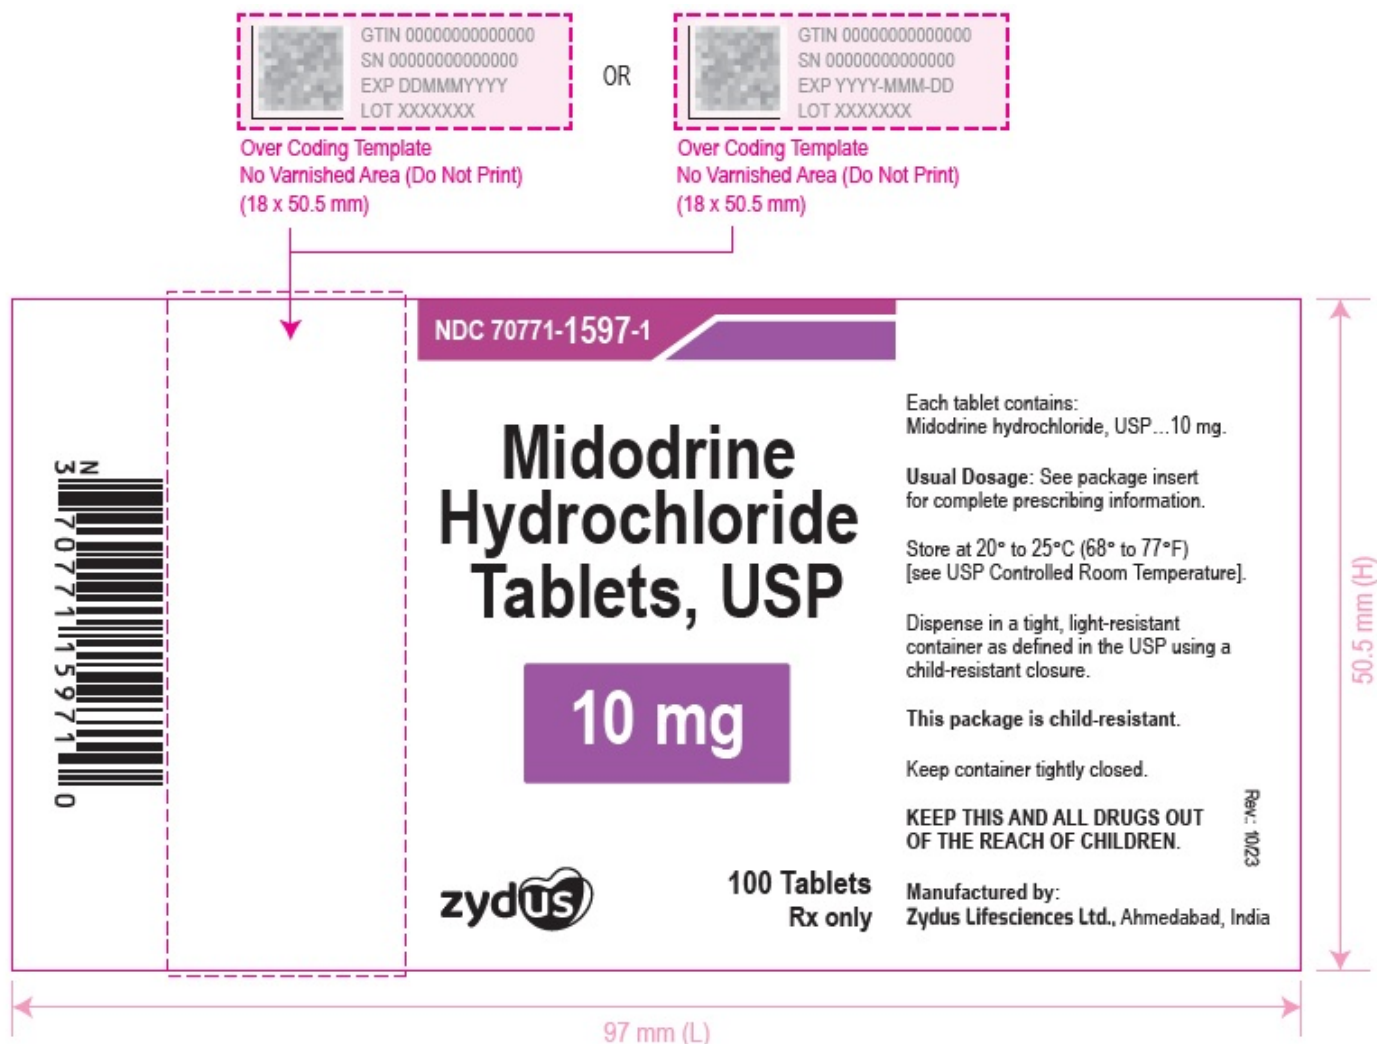 GTIN 00000000000000
SN 00000000000000
EXP DDMMMYYYY
LOT XXXXXXX
OR
GTIN 00000000000000
SN 00000000000000
EXP YYYY-MMM-DD
LOT XXXXXXX
Over Coding Template
No Varnished Area (Do Not Print)
(18 x 50.5 mm)
Over Coding Template
No Varnished Area (Do Not Print)
(18 x 50.5 mm)
N
3 70771 15971 0
NDC 70771-1597-1
Midodrine
Hydrochloride
Tablets, USP
10 mg
zydus
100 Tablets
Rx only
Each tablet contains:
Midodrine hydrochloride, USP...10 mg.
Usual Dosage: See package insert
for complete prescribing information.
Store at 20° to 25°C (68° to 77°F)
[see USP Controlled Room Temperature].
Dispense in a tight, light-resistant
container as defined in the USP using a
child-resistant closure.
This package is child-resistant.
Keep container tightly closed.
KEEP THIS AND ALL DRUGS OUT
OF THE REACH OF CHILDREN.
Manufactured by:
Zydus Lifesciences Ltd., Ahmedabad, India
Rev.: 10/23
50.5 mm (H)
97 mm (L)